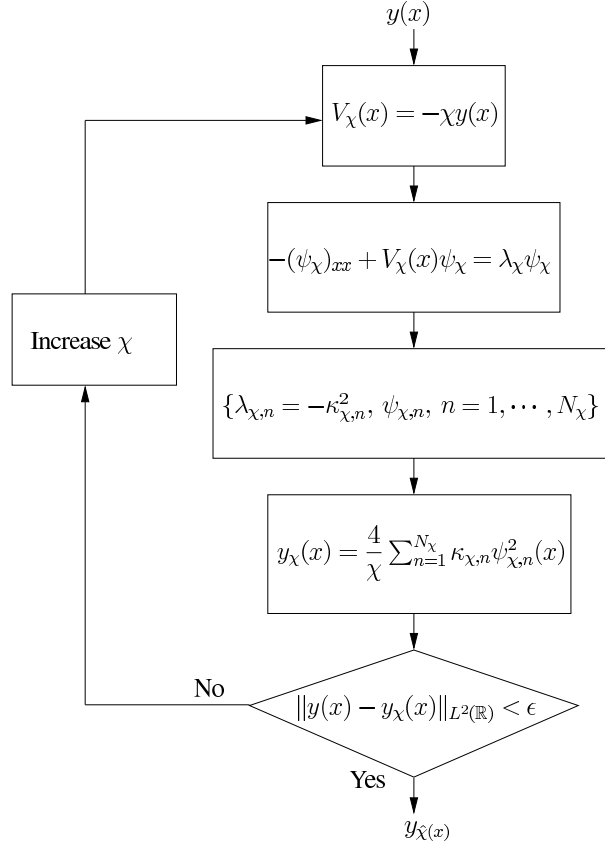 y(x)
V_χ(x) = −χy(x)
−(ψ_χ)_{xx} + V_χ(x)ψ_χ = λ_χψ_χ
Increase χ
{λ_{χ,n} = −κ²_{χ,n}, ψ_{χ,n}, n = 1, ⋯ , N_χ}
y_χ(x) = \frac{4}{χ} ∑_{n=1}^{N_χ} κ_{χ,n}ψ²_{χ,n}(x)
No
||y(x) − y_χ(x)||_{L²(ℝ)} < ϵ
Yes
y_{χ̂(x)}